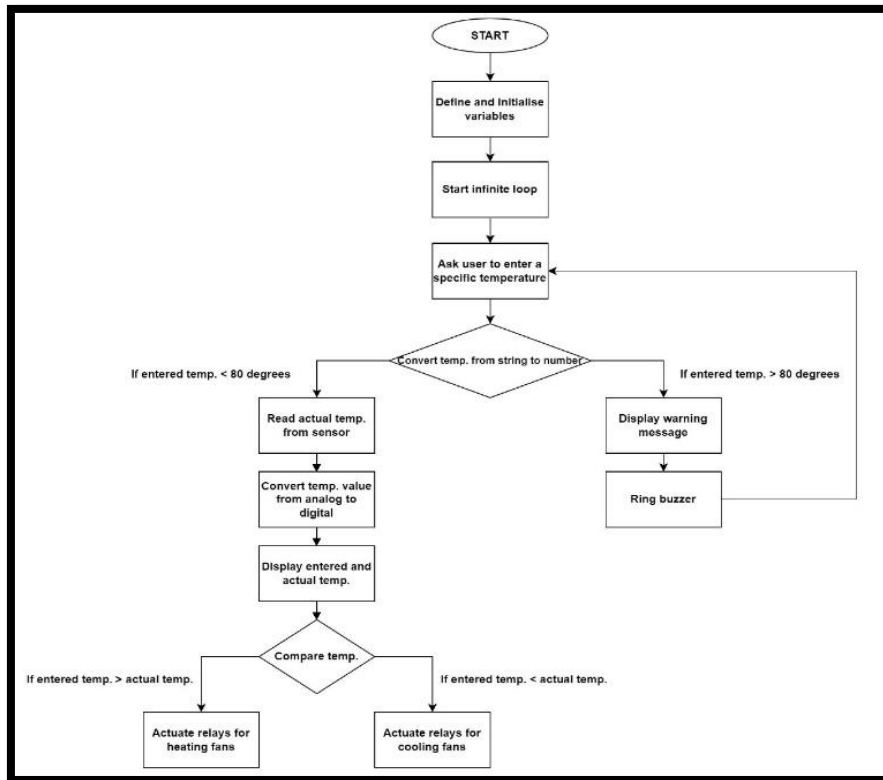 START
Define and Initialise
variables
Start infinite loop
Ask user to enter a
specific temperature
Convert temp. from string to number
If entered temp. < 80 degrees
If entered temp. > 80 degrees
Read actual temp.
from sensor
Display warning
message
Convert temp. value
from analog to
digital
Ring buzzer
Display entered and
actual temp.
Compare temp.
If entered temp. > actual temp.
If entered temp. < actual temp.
Actuate relays for
heating fans
Actuate relays for
cooling fans